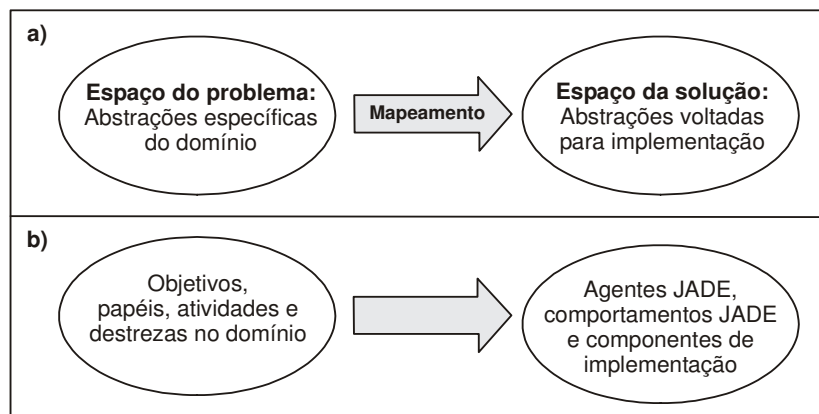 a)
Espaço do problema:
Abstrações específicas
do domínio
Mapeamento
Espaço da solução:
Abstrações voltadas
para implementação
b)
Objetivos,
papéis, atividades e
destrezas no domínio
Agentes JADE,
comportamentos JADE
e componentes de
implementação